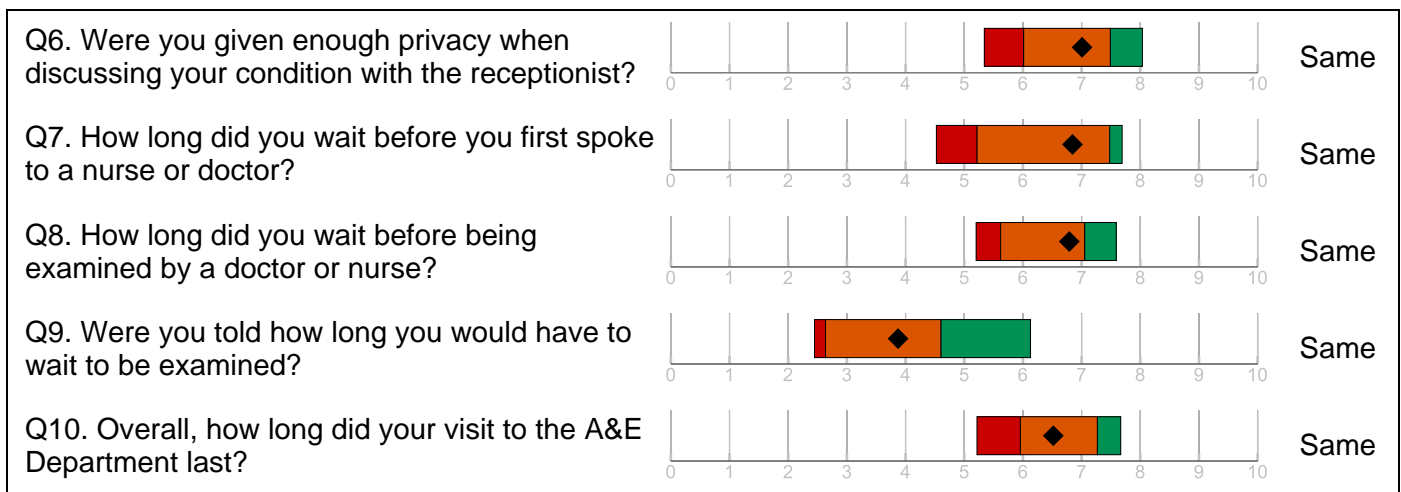 Q6. Were you given enough privacy when
discussing your condition with the receptionist?
0 1 2 3 4 5 6 7 8 9 10
Same
Q7. How long did you wait before you first spoke
to a nurse or doctor?
0 1 2 3 4 5 6 7 8 9 10
Same
Q8. How long did you wait before being
examined by a doctor or nurse?
0 1 2 3 4 5 6 7 8 9 10
Same
Q9. Were you told how long you would have to
wait to be examined?
0 1 2 3 4 5 6 7 8 9 10
Same
Q10. Overall, how long did your visit to the A&E
Department last?
0 1 2 3 4 5 6 7 8 9 10
Same